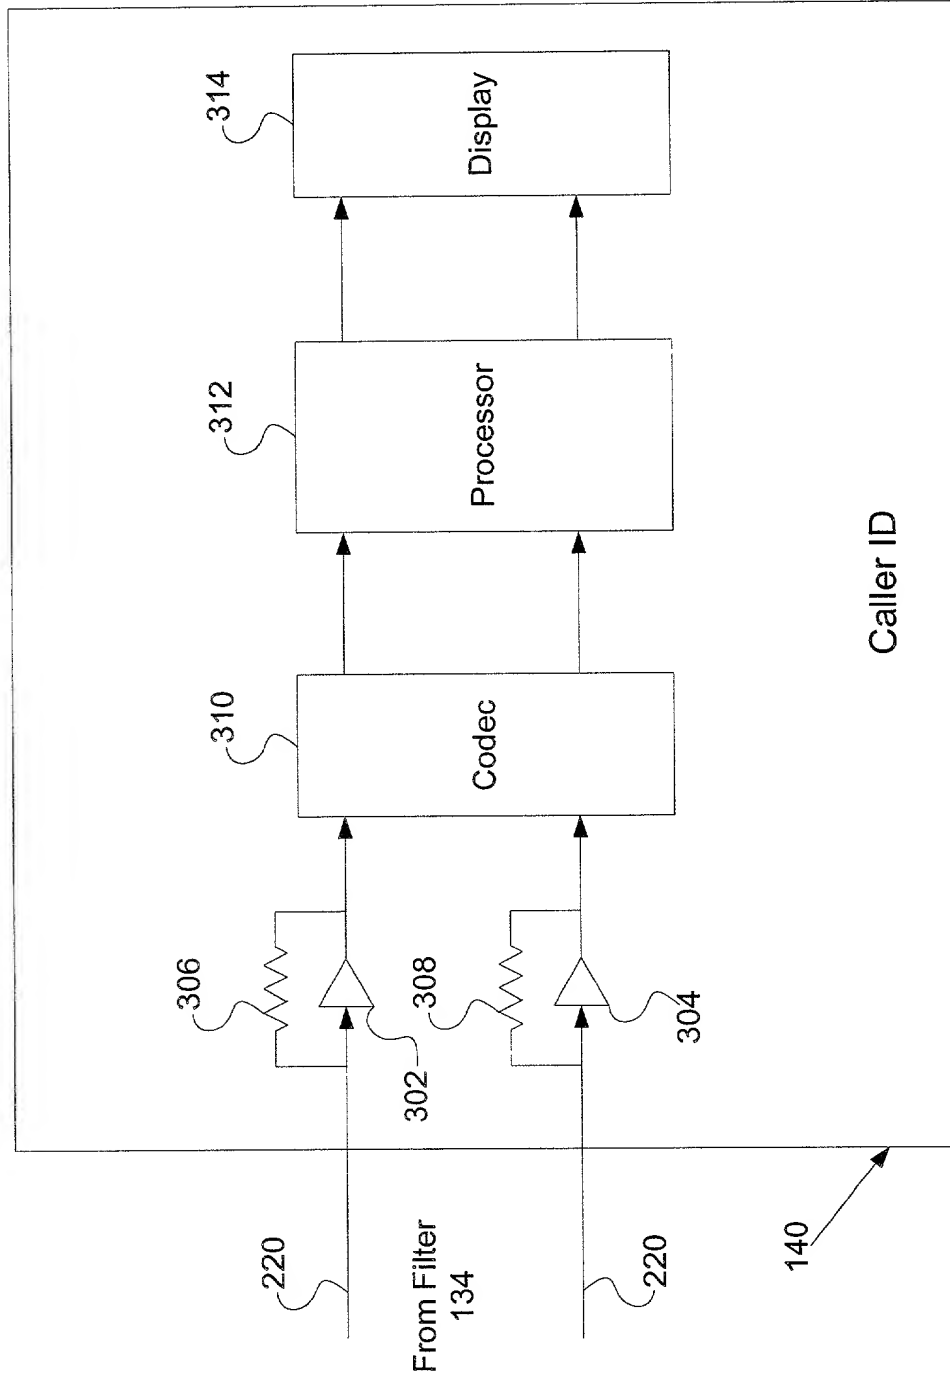 220
From Filter
134
220
140
306
302
308
304
310
Codec
312
Processor
314
Display
Caller ID